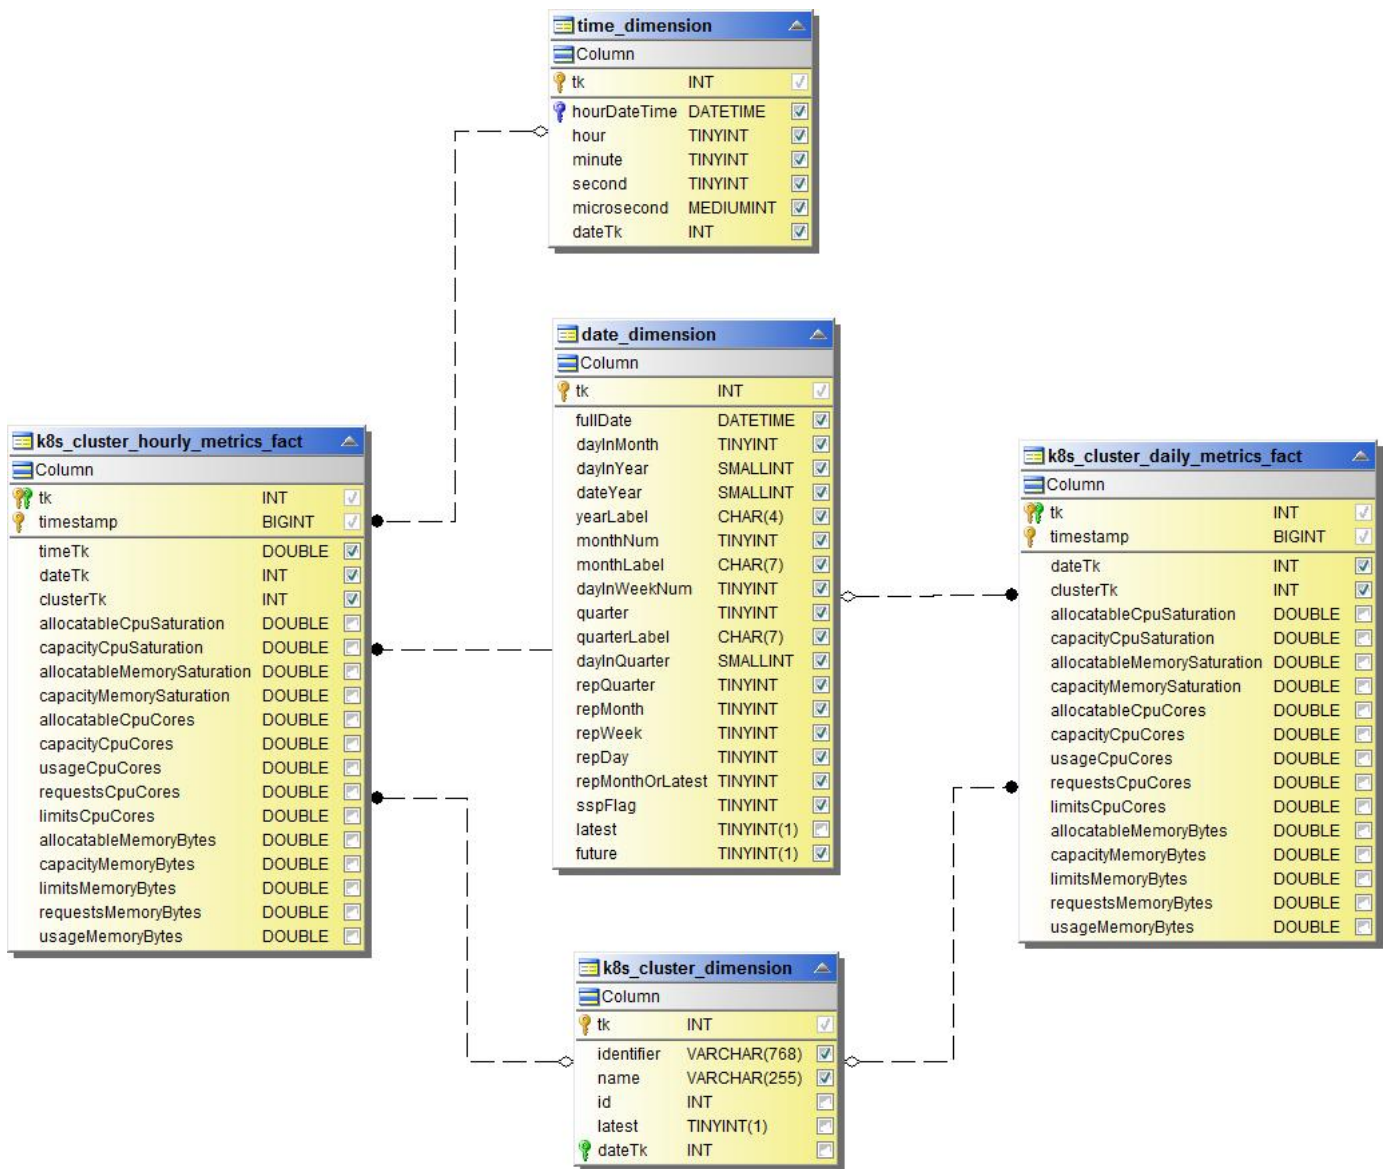 time_dimension
Column
tk INT
hourDateTime DATETIME
hour TINYINT
minute TINYINT
second TINYINT
microsecond MEDIUMINT
dateTk INT
date_dimension
Column
tk INT
fullDate DATETIME
dayInMonth TINYINT
dayInYear SMALLINT
dateYear SMALLINT
yearLabel CHAR(4)
monthNum TINYINT
monthLabel CHAR(7)
dayInWeekNum TINYINT
quarter TINYINT
quarterLabel CHAR(7)
dayInQuarter SMALLINT
repQuarter TINYINT
repMonth TINYINT
repWeek TINYINT
repDay TINYINT
repMonthOrLatest TINYINT
sspFlag TINYINT
latest TINYINT(1)
future TINYINT(1)
k8s_cluster_hourly_metrics_fact
Column
tk INT
timestamp BIGINT
timeTk DOUBLE
dateTk INT
clusterTk INT
allocatableCpuSaturation DOUBLE
capacityCpuSaturation DOUBLE
allocatableMemorySaturation DOUBLE
capacityMemorySaturation DOUBLE
allocatableCpuCores DOUBLE
capacityCpuCores DOUBLE
usageCpuCores DOUBLE
requestsCpuCores DOUBLE
limitsCpuCores DOUBLE
allocatableMemoryBytes DOUBLE
capacityMemoryBytes DOUBLE
limitsMemoryBytes DOUBLE
requestsMemoryBytes DOUBLE
usageMemoryBytes DOUBLE
k8s_cluster_daily_metrics_fact
Column
tk INT
timestamp BIGINT
dateTk INT
clusterTk INT
allocatableCpuSaturation DOUBLE
capacityCpuSaturation DOUBLE
allocatableMemorySaturation DOUBLE
capacityMemorySaturation DOUBLE
allocatableCpuCores DOUBLE
capacityCpuCores DOUBLE
usageCpuCores DOUBLE
requestsCpuCores DOUBLE
limitsCpuCores DOUBLE
allocatableMemoryBytes DOUBLE
capacityMemoryBytes DOUBLE
limitsMemoryBytes DOUBLE
requestsMemoryBytes DOUBLE
usageMemoryBytes DOUBLE
k8s_cluster_dimension
Column
tk INT
identifier VARCHAR(768)
name VARCHAR(255)
id INT
latest TINYINT(1)
dateTk INT